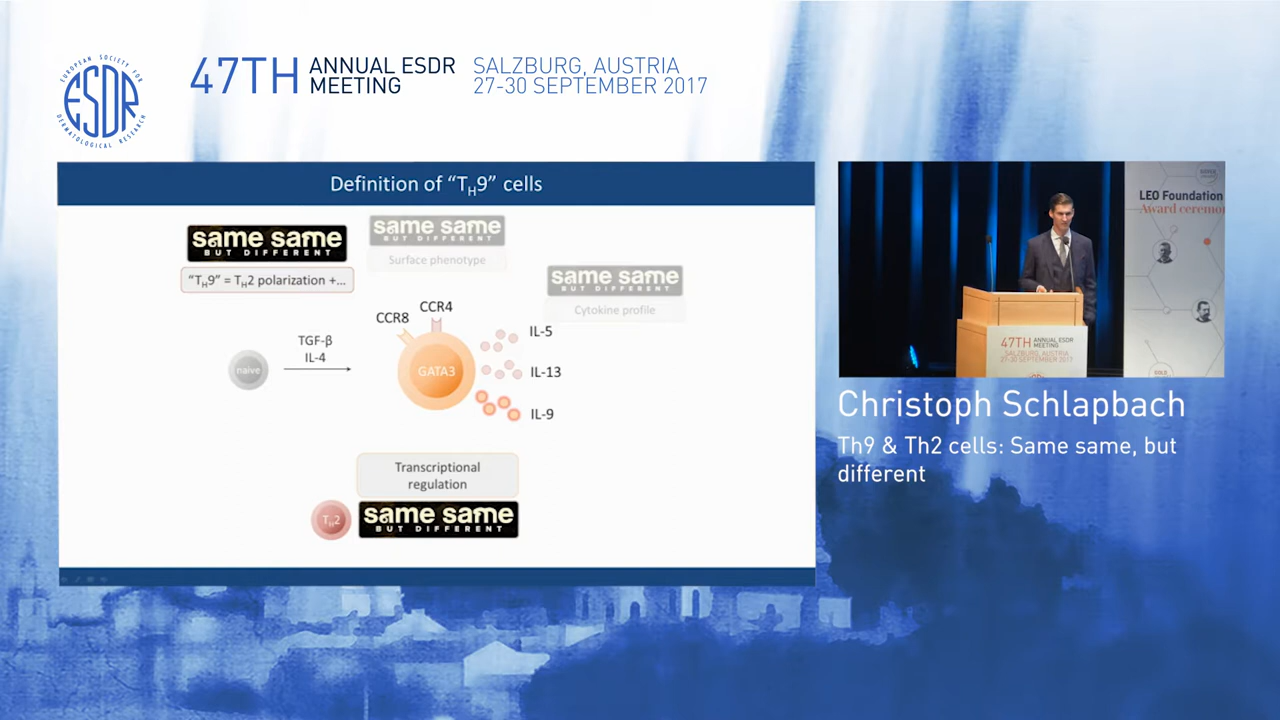 EUROPEAN SOCIETY FOR
ESDR
DERMATOLOGICAL RESEARCH
47TH ANNUAL ESDR MEETING
SALZBURG, AUSTRIA
27-30 SEPTEMBER 2017
Definition of “TH9” cells
same same
BUT DIFFERENT
“TH9” = TH2 polarization +...
same same
BUT DIFFERENT
Surface phenotype
same same
BUT DIFFERENT
Cytokine profile
CCR8
CCR4
TGF-β
IL-4
naive
GATA3
IL-5
IL-13
IL-9
Transcriptional
regulation
TH2
same same
BUT DIFFERENT
LEO Foundation
Award ceremo
47TH ANNUAL ESDR MEETING
SALZBURG, AUSTRIA
27-30 SEPTEMBER 2017
Christoph Schlapbach
Th9 & Th2 cells: Same same, but
different